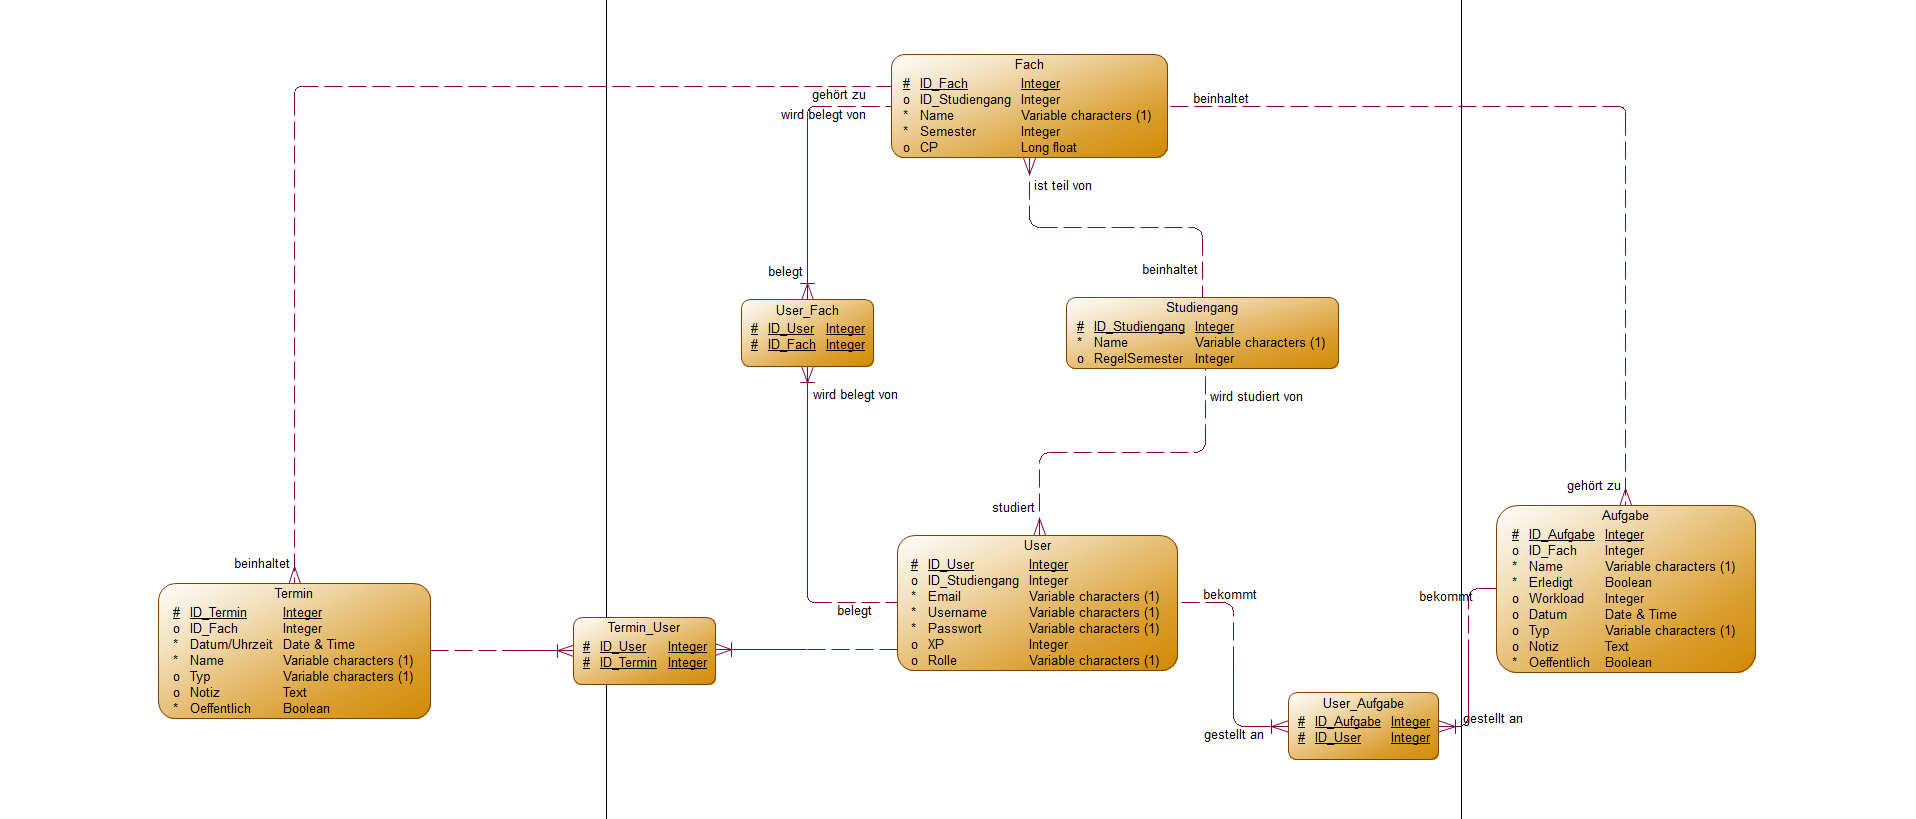 Fach
# ID_Fach Integer
o ID_Studiengang Integer
* Name Variable characters (1)
* Semester Integer
o CP Long float
gehört zu
wird belegt von
beinhaltet
ist teil von
belegt
beinhaltet
User_Fach
# ID_User Integer
# ID_Fach Integer
Studiengang
# ID_Studiengang Integer
* Name Variable characters (1)
o RegelSemester Integer
wird belegt von
wird studiert von
studiert
gehört zu
beinhaltet
Termin
# ID_Termin Integer
o ID_Fach Integer
* Datum/Uhrzeit Date & Time
* Name Variable characters (1)
o Typ Variable characters (1)
o Notiz Text
* Oeffentlich Boolean
Termin_User
# ID_User Integer
# ID_Termin Integer
User
# ID_User Integer
o ID_Studiengang Integer
* Email Variable characters (1)
* Username Variable characters (1)
* Passwort Variable characters (1)
o XP Integer
o Rolle Variable characters (1)
belegt
bekommt
bekommt
Aufgabe
# ID_Aufgabe Integer
o ID_Fach Integer
* Name Variable characters (1)
* Erledigt Boolean
o Workload Integer
o Datum Date & Time
o Typ Variable characters (1)
o Notiz Text
* Oeffentlich Boolean
User_Aufgabe
# ID_Aufgabe Integer
# ID_User Integer
gestellt an
gestellt an